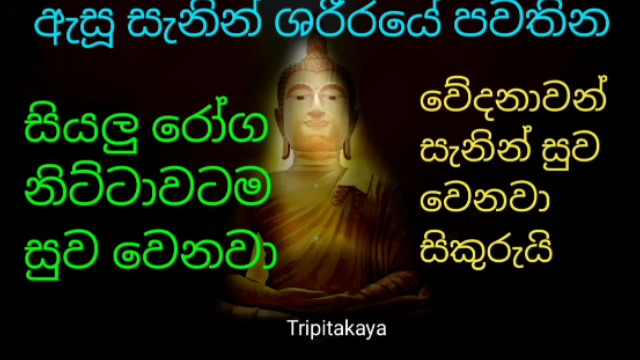 ඇසූ සැනින් ශරීරයේ පවතින
සියලු රෝග
නිට්ටාවටම
සුව වෙනවා
වේදනාවන්
සැනින් සුව
වෙනවා
සිකුරුයි
Tripitakaya